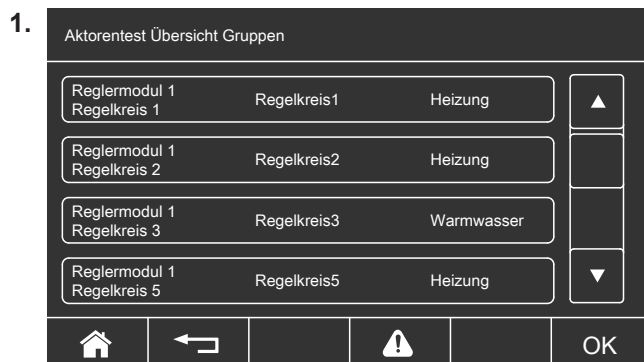 1.
Aktorentest Übersicht Gruppen
Reglermodul 1
Regelkreis 1
Regelkreis1 Heizung
Reglermodul 1
Regelkreis 2
Regelkreis2 Heizung
Reglermodul 1
Regelkreis 3
Regelkreis3 Warmwasser
Reglermodul 1
Regelkreis 5
Regelkreis5 Heizung
OK